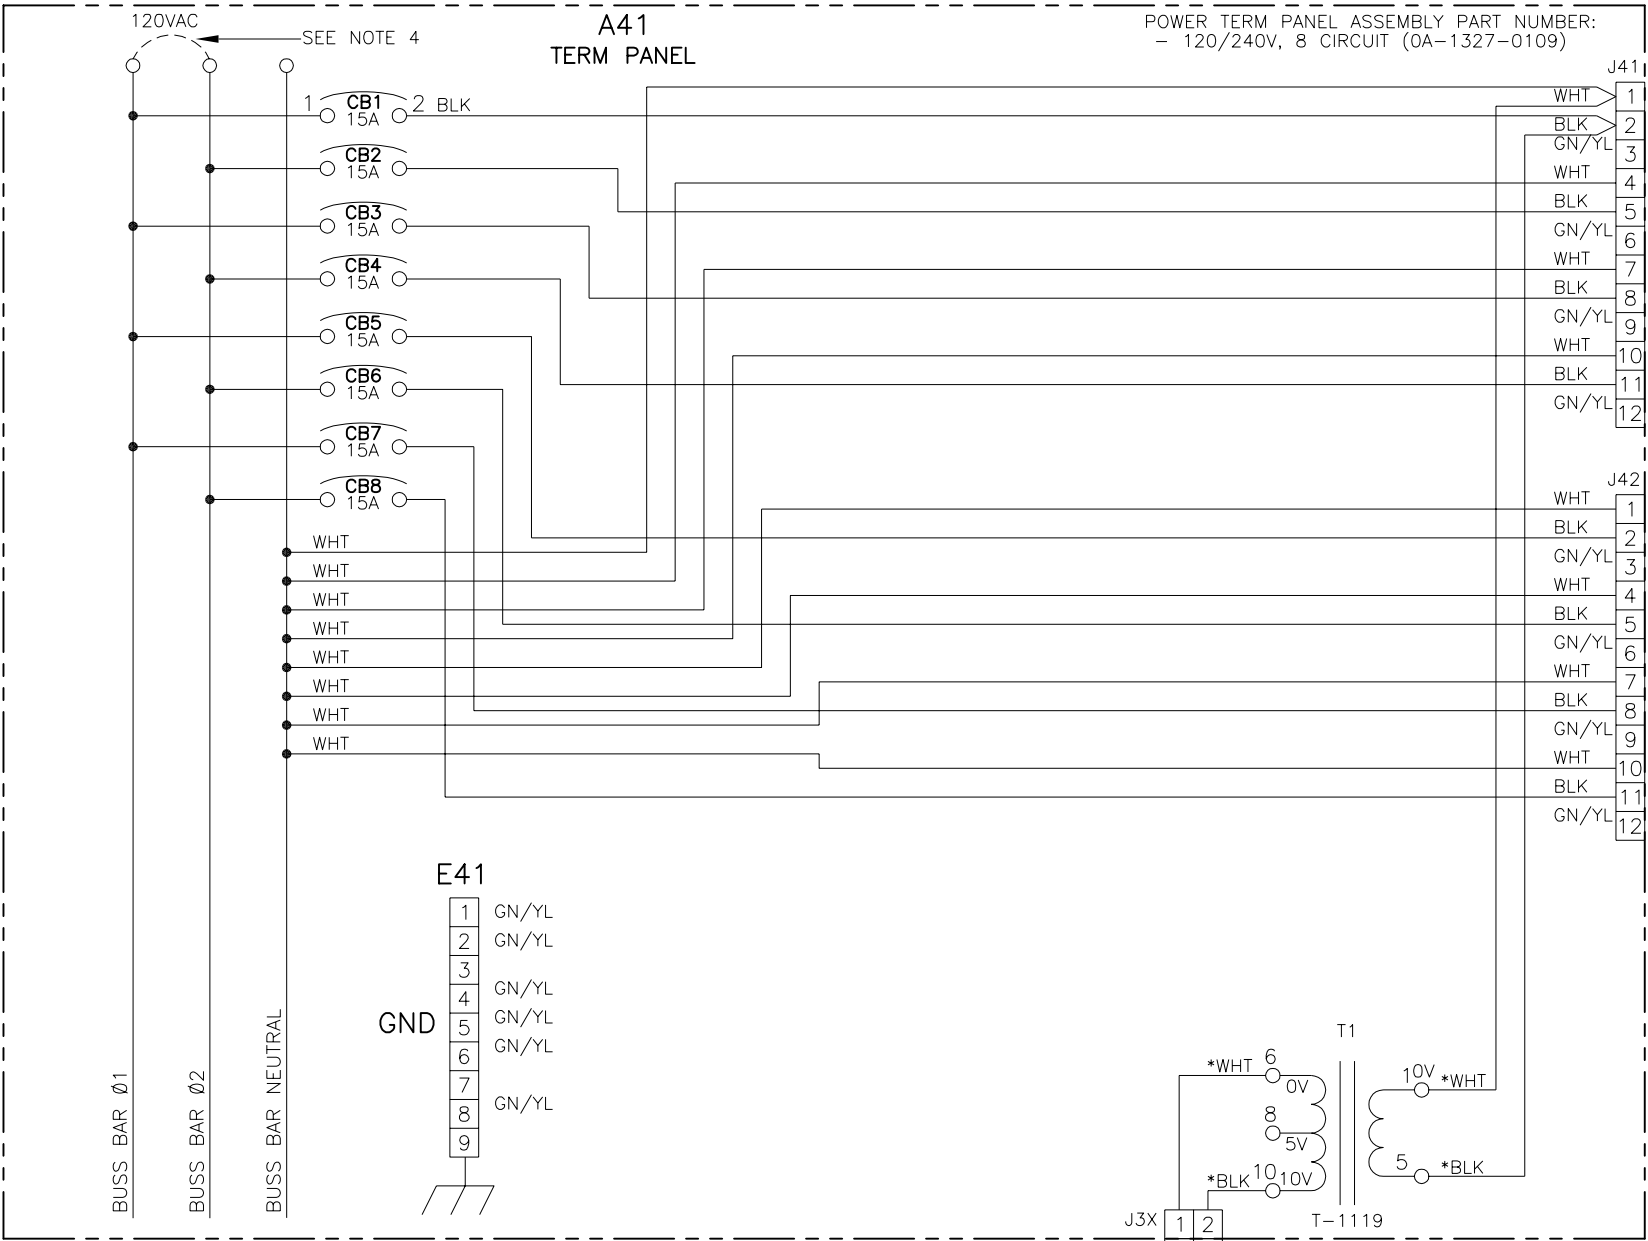 120VAC
SEE NOTE 4
A41
TERM PANEL
POWER TERM PANEL ASSEMBLY PART NUMBER:
- 120/240V, 8 CIRCUIT (0A-1327-0109)
1 CB1 2 BLK
15A
CB2
15A
CB3
15A
CB4
15A
CB5
15A
CB6
15A
CB7
15A
CB8
15A
WHT
WHT
WHT
WHT
WHT
WHT
WHT
WHT
J41
WHT 1
BLK 2
GN/YL 3
WHT 4
BLK 5
GN/YL 6
WHT 7
BLK 8
GN/YL 9
WHT 10
BLK 11
GN/YL 12
J42
WHT 1
BLK 2
GN/YL 3
WHT 4
BLK 5
GN/YL 6
WHT 7
BLK 8
GN/YL 9
WHT 10
BLK 11
GN/YL 12
BUSS BAR Ø1
BUSS BAR Ø2
BUSS BAR NEUTRAL
E41
GND
1 GN/YL
2 GN/YL
3
4 GN/YL
5 GN/YL
6 GN/YL
7
8 GN/YL
9
T1
*WHT 6
0V
8
5V
*BLK 10 10V
1 0V *WHT
5 *BLK
J3X 1 2
T-1119